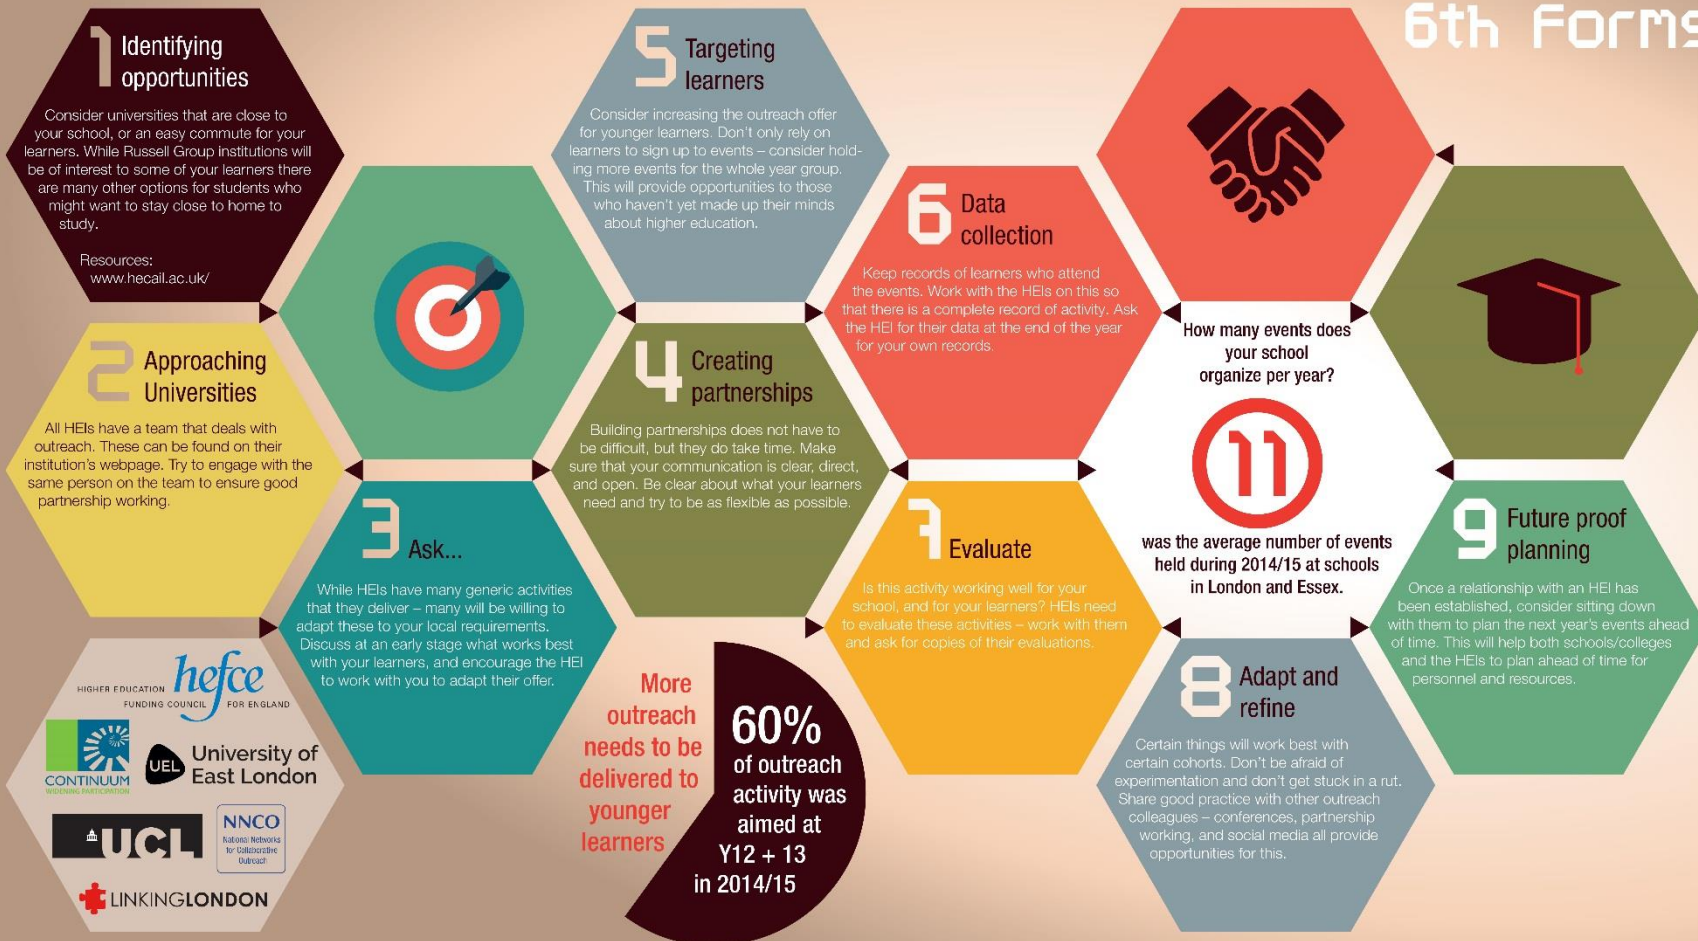 6th Forms
1 Identifying
opportunities
Consider universities that are close to
your school, or an easy commute for your
learners. While Russell Group institutions will
be of interest to some of your learners there
are many other options for students who
might want to stay close to home to
study.
Resources:
www.hecail.ac.uk/
2 Approaching
Universities
All HEIs have a team that deals with
outreach. These can be found on their
institution's webpage. Try to engage with the
same person on the team to ensure good
partnership working.
3 Ask...
While HEIs have many generic activities
that they deliver – many will be willing to
adapt these to your local requirements.
Discuss at an early stage what works best
with your learners, and encourage the HEI
to work with you to adapt their offer.
4 Creating
partnerships
Building partnerships does not have to
be difficult, but they do take time. Make
sure that your communication is clear, direct,
and open. Be clear about what your learners
need and try to be as flexible as possible.
5 Targeting
learners
Consider increasing the outreach offer
for younger learners. Don't only rely on
learners to sign up to events – consider hold-
ing more events for the whole year group.
This will provide opportunities to those
who haven't yet made up their minds
about higher education.
6 Data
collection
Keep records of learners who attend
the events. Work with the HEIs on this so
that there is a complete record of activity. Ask
the HEI for their data at the end of the year
for your own records.
7 Evaluate
Is this activity working well for your
school, and for your learners? HEIs need
to evaluate these activities – work with them
and ask for copies of their evaluations.
How many events does
your school
organize per year?
11
was the average number of events
held during 2014/15 at schools
in London and Essex.
8 Adapt and
refine
Certain things will work best with
certain cohorts. Don't be afraid of
experimentation and don't get stuck in a rut.
Share good practice with other outreach
colleagues – conferences, partnership
working, and social media all provide
opportunities for this.
9 Future proof
planning
Once a relationship with an HEI has
been established, consider sitting down
with them to plan the next year's events ahead
of time. This will help both schools/colleges
and the HEIs to plan ahead of time for
personnel and resources.
More
outreach
needs to be
delivered to
younger
learners
60%
of outreach
activity was
aimed at
Y12 + 13
in 2014/15
HIGHER EDUCATION hefce
FUNDING COUNCIL FOR ENGLAND
CONTINUUM
WIDENING PARTICIPATION
UEL University of
East London
UCL
NNCO
National Networks
for Collaborative
Outreach
LINKINGLONDON